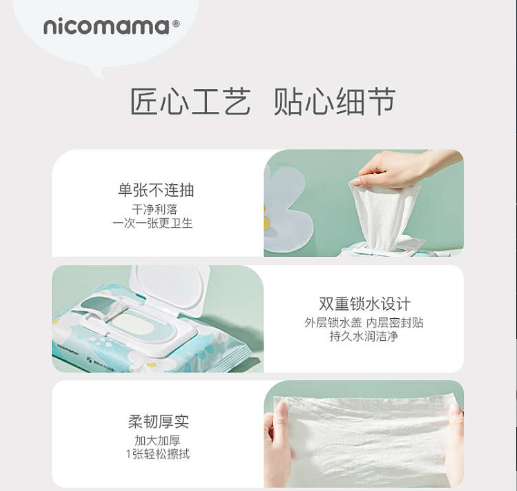 nicomama®
匠心工艺 贴心细节
单张不连抽
干净利落
一次一张更卫生
双重锁水设计
外层锁水盖 内层密封贴
持久水润洁净
nicomama
柔韧厚实
加大加厚
1张轻松擦拭